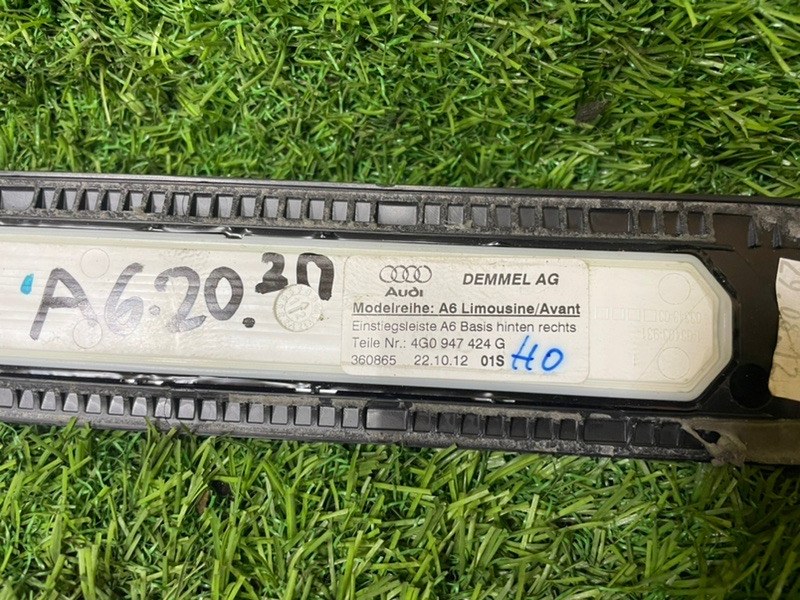 A6.20.3П
Audi
DEMMEL AG
Modelreihe: A6 Limousine/Avant
Einstiegsleiste A6 Basis hinten rechts
Teile Nr.: 4G0 947 424 G
360865 22.10.12 01S HO